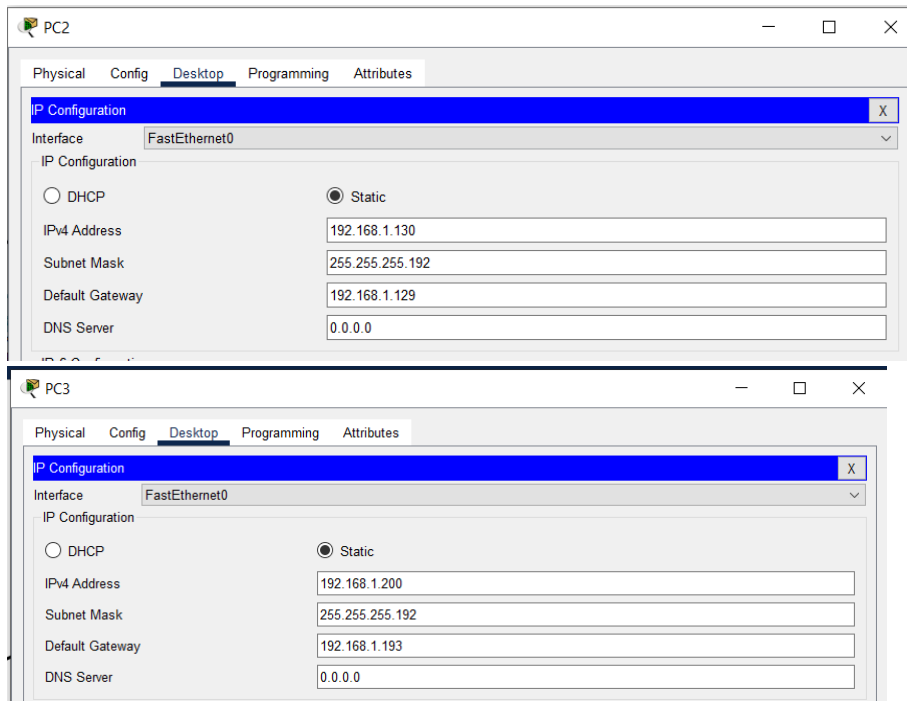 PC2
Physical Config Desktop Programming Attributes
IP Configuration X
Interface FastEthernet0
IP Configuration
DHCP Static
IPv4 Address 192.168.1.130
Subnet Mask 255.255.255.192
Default Gateway 192.168.1.129
DNS Server 0.0.0.0
PC3
Physical Config Desktop Programming Attributes
IP Configuration X
Interface FastEthernet0
IP Configuration
DHCP Static
IPv4 Address 192.168.1.200
Subnet Mask 255.255.255.192
Default Gateway 192.168.1.193
DNS Server 0.0.0.0